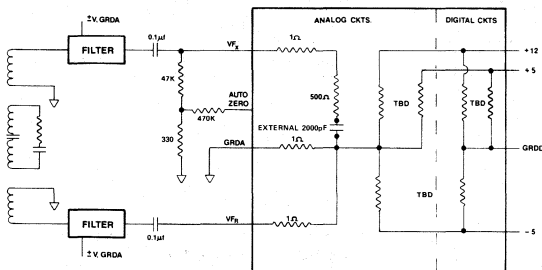 ± V, GRDA
FILTER
0.1µf
VFX
47K
AUTO
ZERO
470K
330
GRDA
FILTER
± V, GRDA
0.1µf
VFR
ANALOG CKTS.
DIGITAL CKTS
1Ω
500Ω
EXTERNAL 2000pF
1Ω
1Ω
TBD
TBD
TBD
+12
+5
GRDD
-5